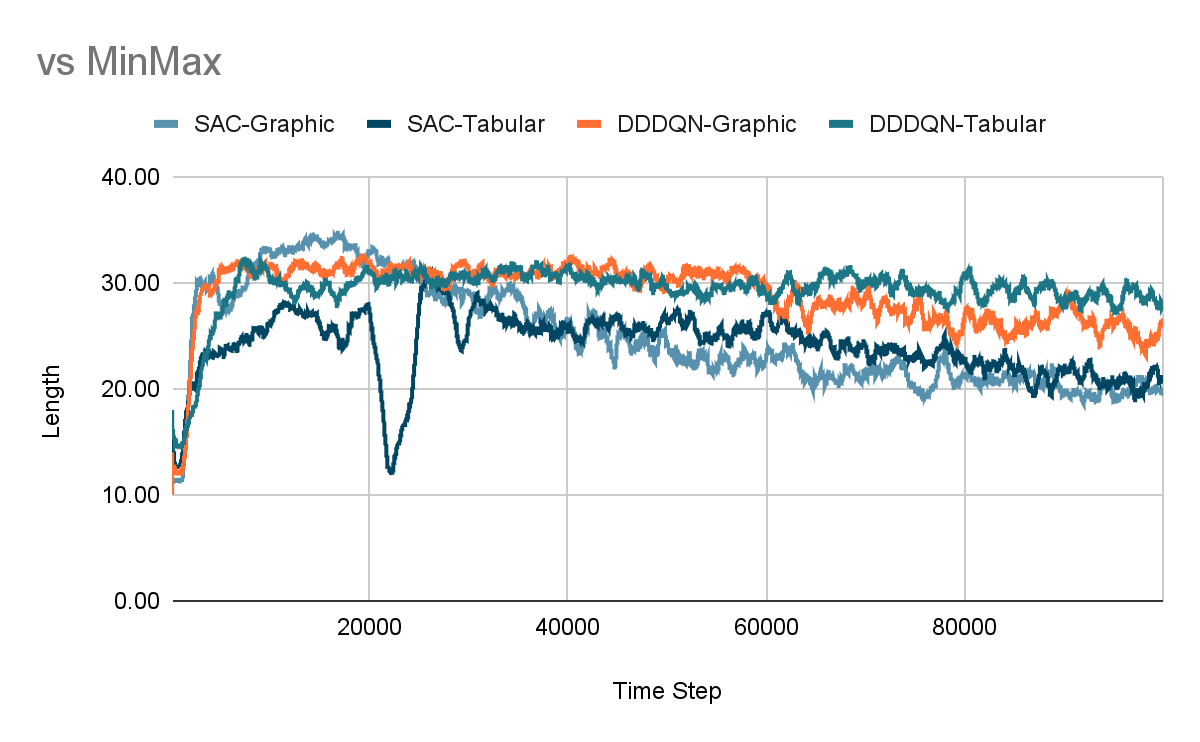 vs MinMax
SAC-Graphic SAC-Tabular DDDQN-Graphic DDDQN-Tabular
40.00
30.00
20.00
10.00
0.00
Length
20000 40000 60000 80000
Time Step